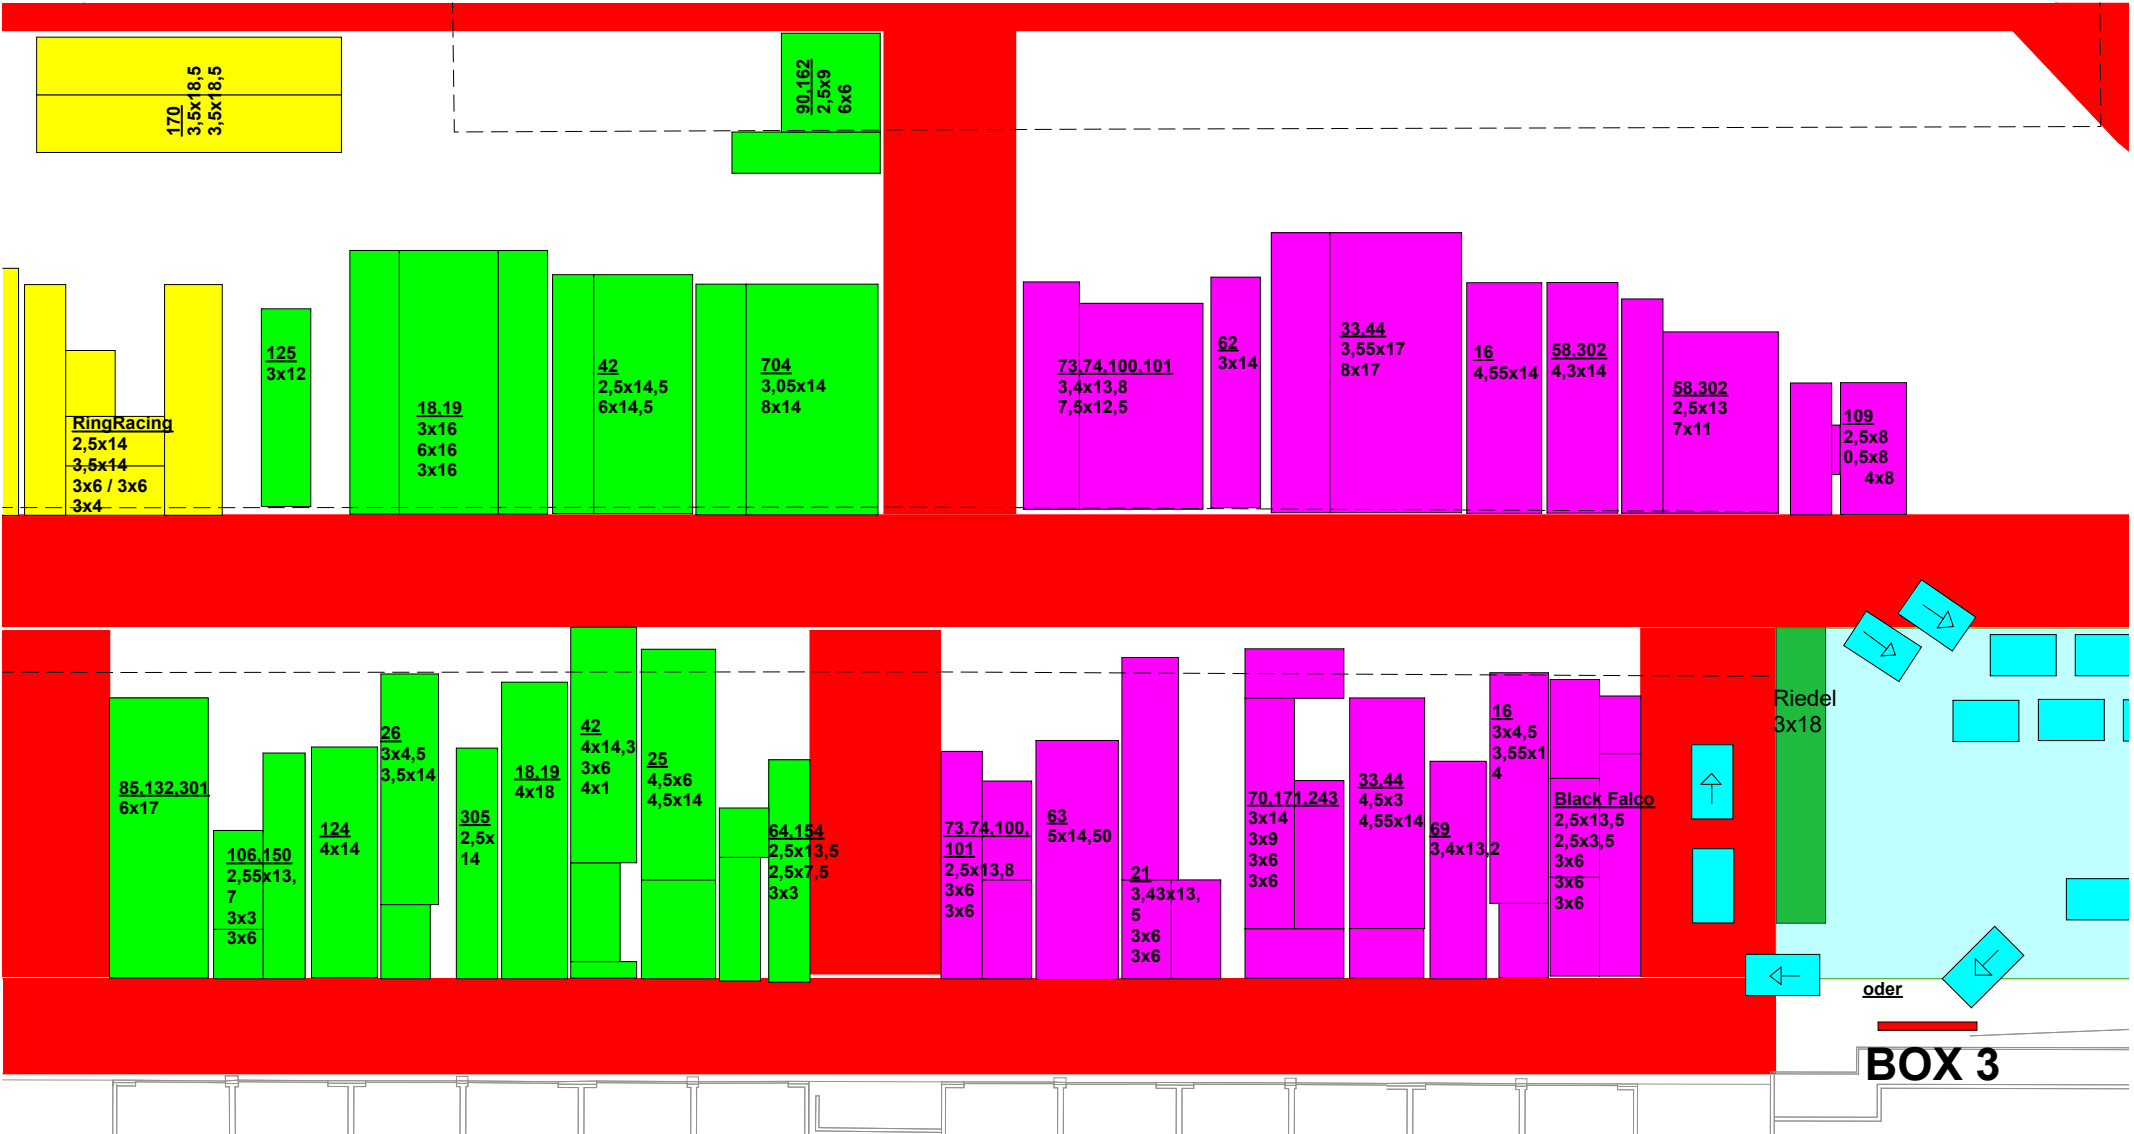 170
3,5x18,5
3,5x18,5
90,162
2,5x9
6x6
RingRacing
2,5x14
3,5x14
3x6 / 3x6
3x4
125
3x12
18,19
3x16
6x16
3x16
42
2,5x14,5
6x14,5
704
3,05x14
8x14
73,74,100,101
3,4x13,8
7,5x12,5
62
3x14
33,44
3,55x17
8x17
16
4,55x14
58,302
4,3x14
58,302
2,5x13
7x11
109
2,5x8
0,5x8
4x8
85,132,301
6x17
106,150
2,55x13,
7
3x3
3x6
124
4x14
26
3x4,5
3,5x14
305
2,5x
14
18,19
4x18
42
4x14,3
3x6
4x1
25
4,5x6
4,5x14
64,154
2,5x13,5
2,5x7,5
3x3
73,74,100,
101
2,5x13,8
3x6
3x6
63
5x14,50
21
3,43x13,
5
3x6
3x6
70,171,243
3x14
3x9
3x6
3x6
33,44
4,5x3
4,55x14
69
3,4x13,2
16
3x4,5
3,55x1
4
Black Falco
2,5x13,5
2,5x3,5
3x6
3x6
3x6
Riedel
3x18
oder
BOX 3